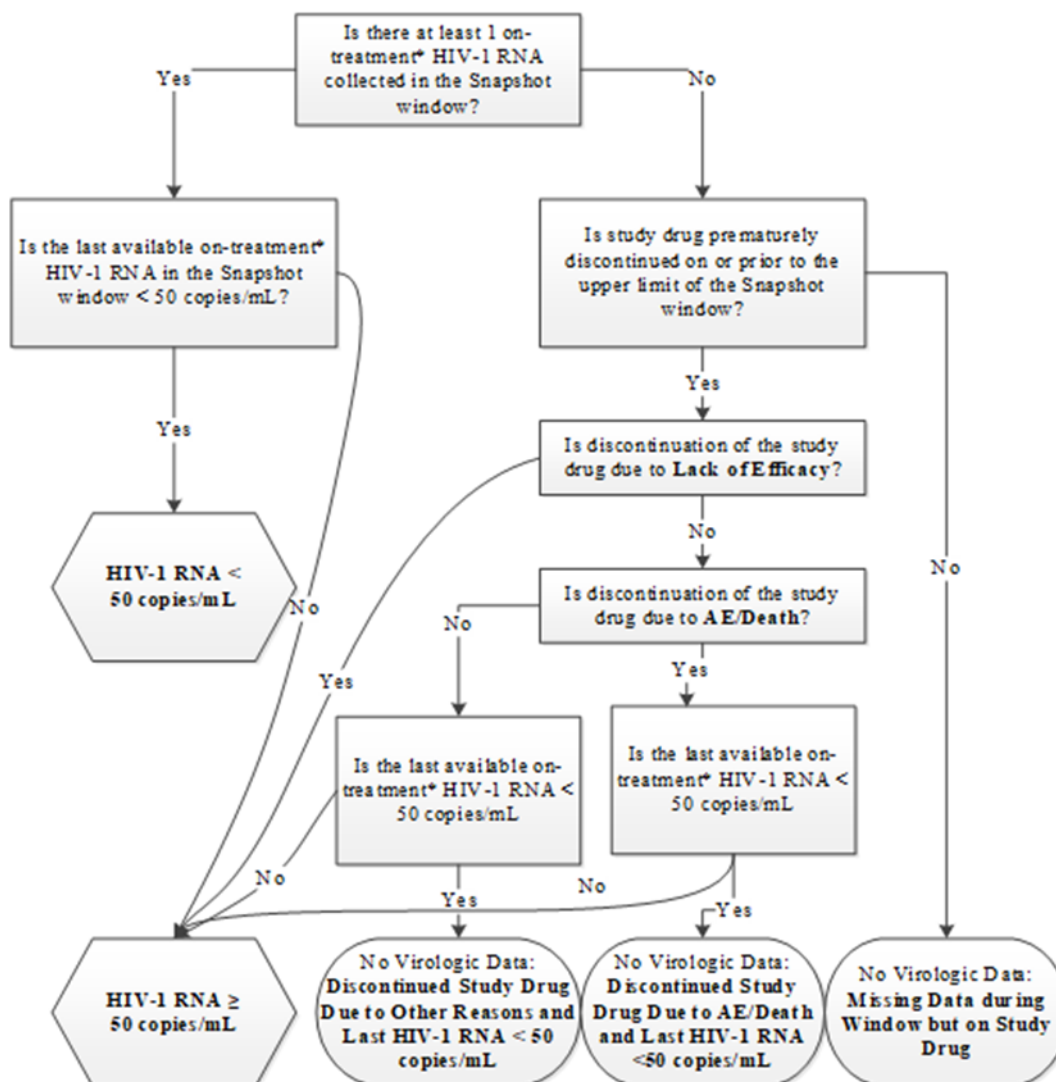 Is there at least 1 on-
treatment* HIV-1 RNA
collected in the Snapshot
window?
Yes
No
Is the last available on-treatment*
HIV-1 RNA in the Snapshot
window < 50 copies/mL?
Is study drug prematurely
discontinued on or prior to the
upper limit of the Snapshot
window?
Yes
Yes
Is discontinuation of the study
drug due to Lack of Efficacy?
No
No
HIV-1 RNA <
50 copies/mL
No
Is discontinuation of the study
drug due to AE/Death?
No
Yes
Yes
Is the last available on-
treatment* HIV-1 RNA <
50 copies/mL
Is the last available on-
treatment* HIV-1 RNA <
50 copies/mL
No
No
Yes
Yes
HIV-1 RNA ≥
50 copies/mL
No Virologic Data:
Discontinued Study Drug
Due to Other Reasons and
Last HIV-1 RNA < 50
copies/mL
No Virologic Data:
Discontinued Study
Drug Due to AE/Death
and Last HIV-1 RNA
<50 copies/mL
No Virologic Data:
Missing Data during
Window but on Study
Drug